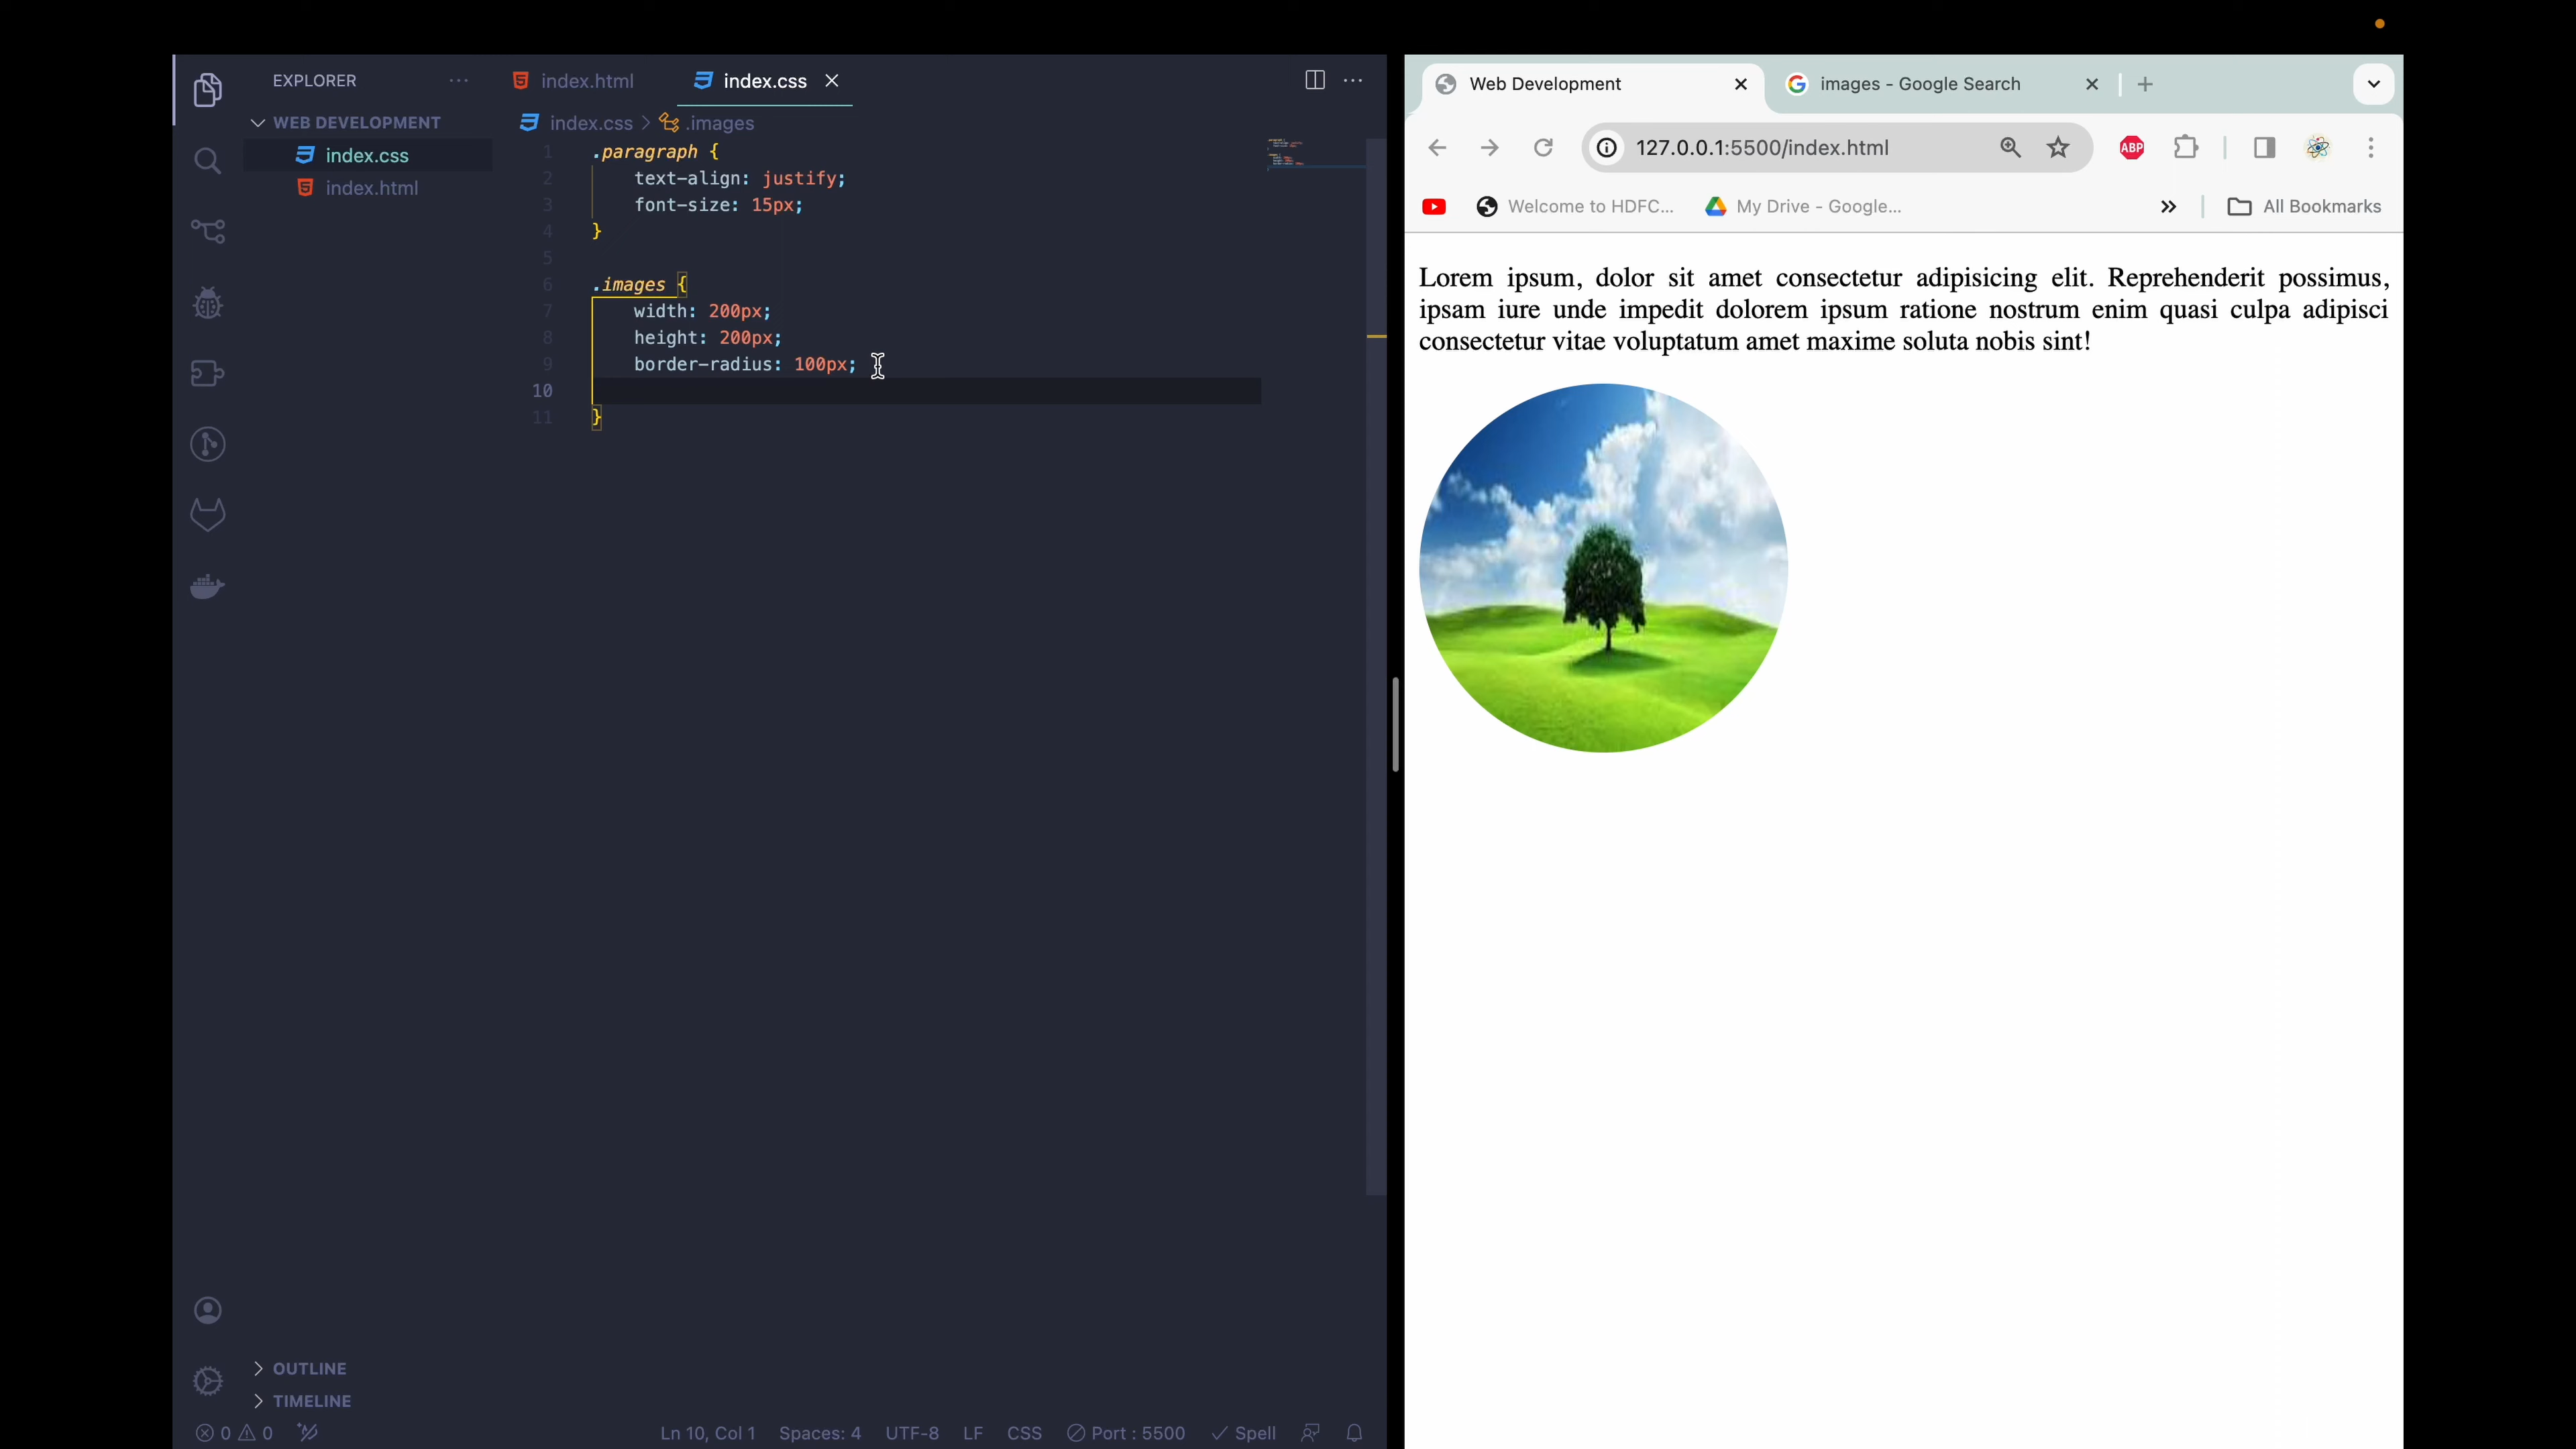 EXPLORER
WEB DEVELOPMENT
index.css
index.html
OUTLINE
TIMELINE
index.html
index.css
index.css > .images
1 .paragraph {
2 text-align: justify;
3 font-size: 15px;
4 }
5
6 .images {
7 width: 200px;
8 height: 200px;
9 border-radius: 100px;
10
11 }
0 0
Ln 10, Col 1 Spaces: 4 UTF-8 LF CSS Port : 5500 Spell
Web Development
images - Google Search
127.0.0.1:5500/index.html
ABP
Welcome to HDFC... My Drive - Google... All Bookmarks
Lorem ipsum, dolor sit amet consectetur adipisicing elit. Reprehenderit possimus,
ipsam iure unde impedit dolorem ipsum ratione nostrum enim quasi culpa adipisci
consectetur vitae voluptatum amet maxime soluta nobis sint!